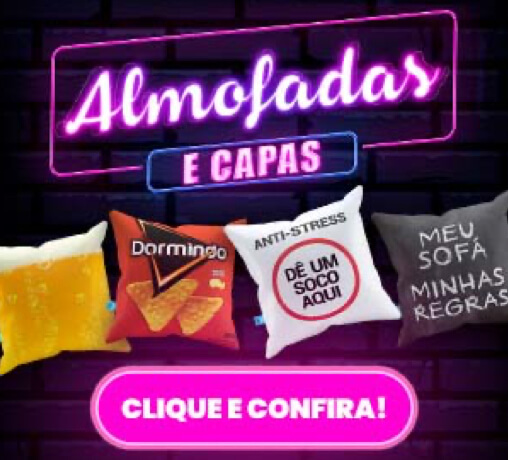 Almofadas
E CAPAS
Dormindo
ANTI-STRESS
DÊ UM
SOCO
AQUI
MEU
SOFÁ
MINHAS
REGRAS
CLIQUE E CONFIRA!